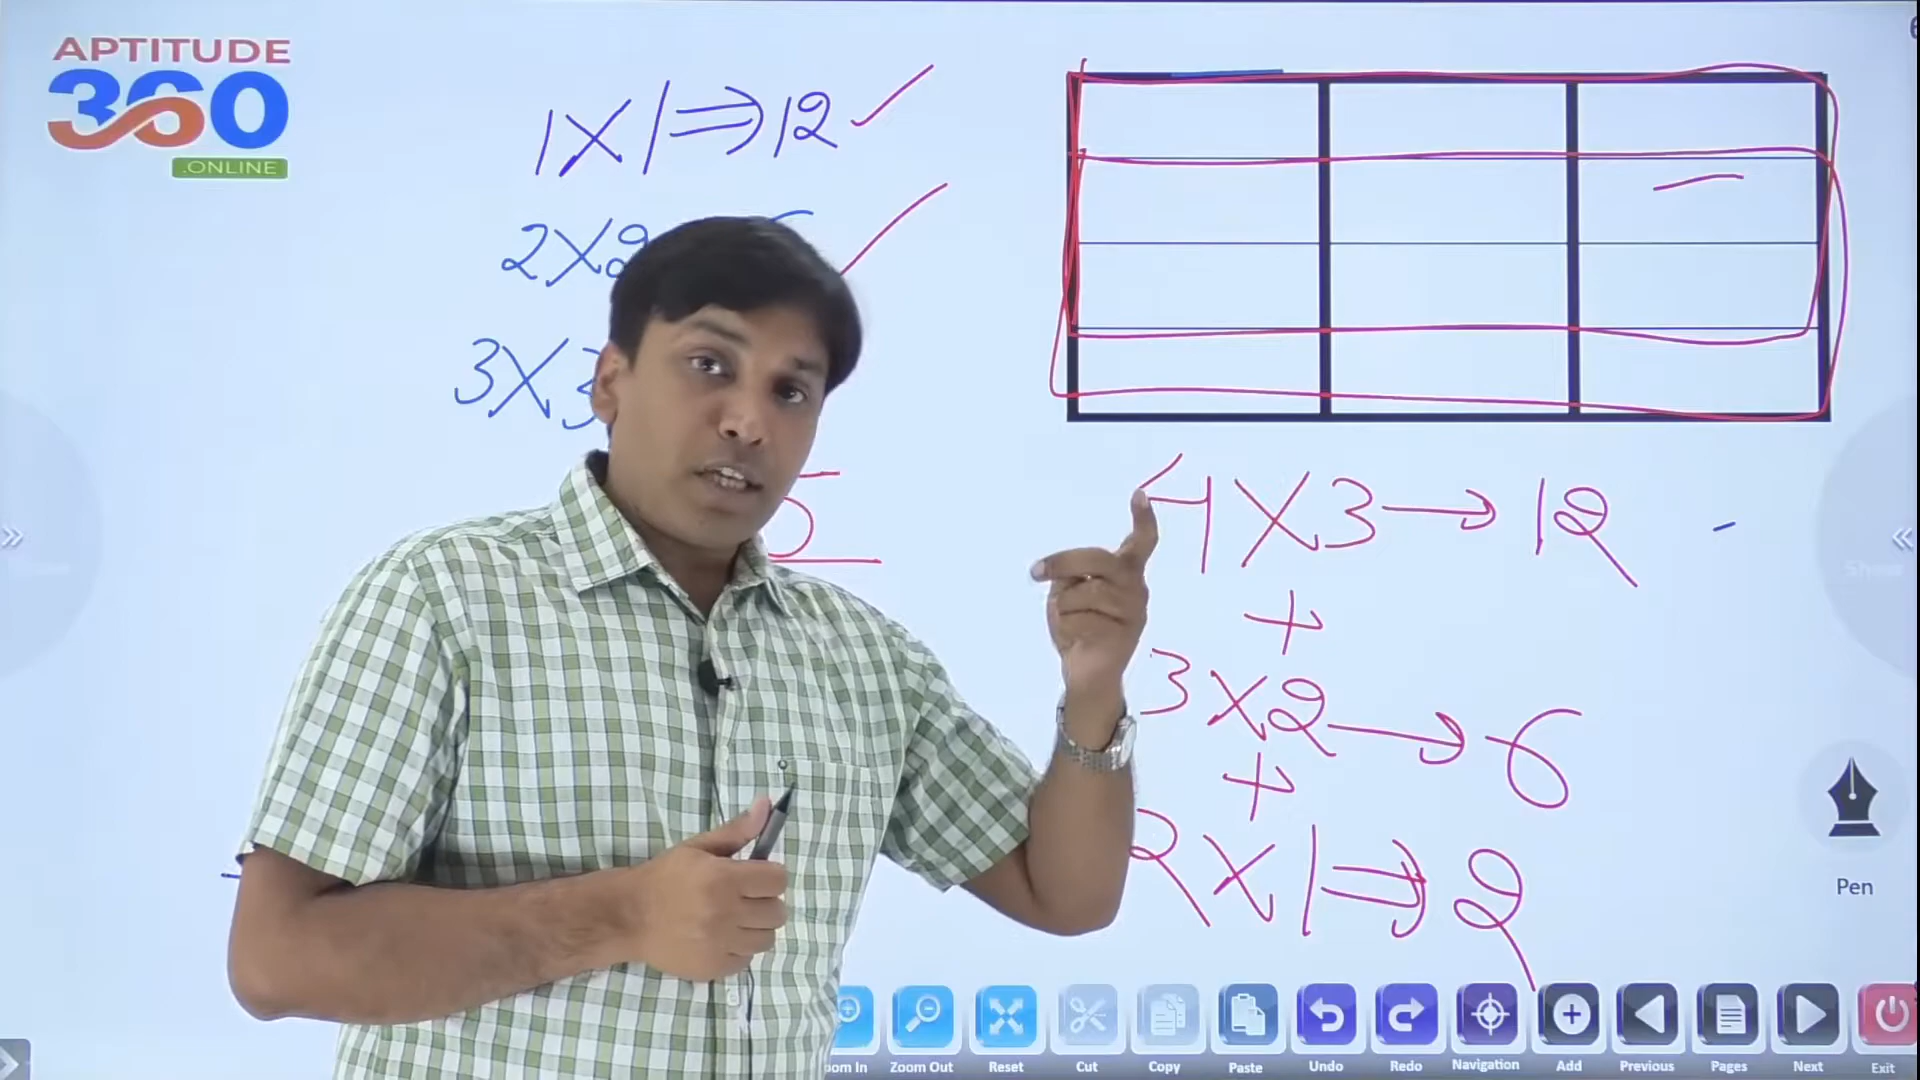 APTITUDE
360
.ONLINE
1X1⇒12
2X2
3X3
5
4X3→12
+
3X2→6
+
2X1⇒2
Pen
Zoom Out
Reset
Cut
Copy
Paste
Undo
Redo
Navigation
Add
Previous
Pages
Next
Exit